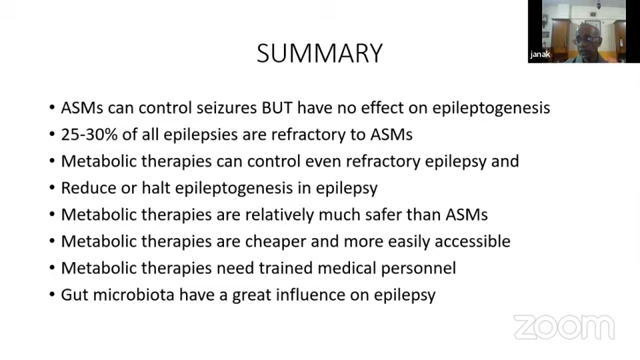 janak
SUMMARY
• ASMs can control seizures BUT have no effect on epileptogenesis
• 25-30% of all epilepsies are refractory to ASMs
• Metabolic therapies can control even refractory epilepsy and
• Reduce or halt epileptogenesis in epilepsy
• Metabolic therapies are relatively much safer than ASMs
• Metabolic therapies are cheaper and more easily accessible
• Metabolic therapies need trained medical personnel
• Gut microbiota have a great influence on epilepsy
zoom